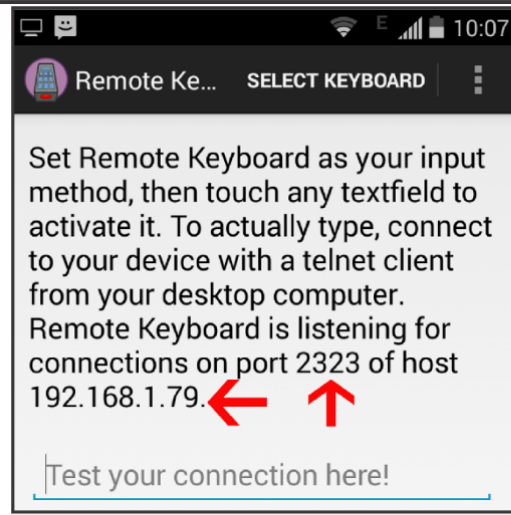 E 10:07
Remote Ke... SELECT KEYBOARD
Set Remote Keyboard as your input
method, then touch any textfield to
activate it. To actually type, connect
to your device with a telnet client
from your desktop computer.
Remote Keyboard is listening for
connections on port 2323 of host
192.168.1.79.
Test your connection here!